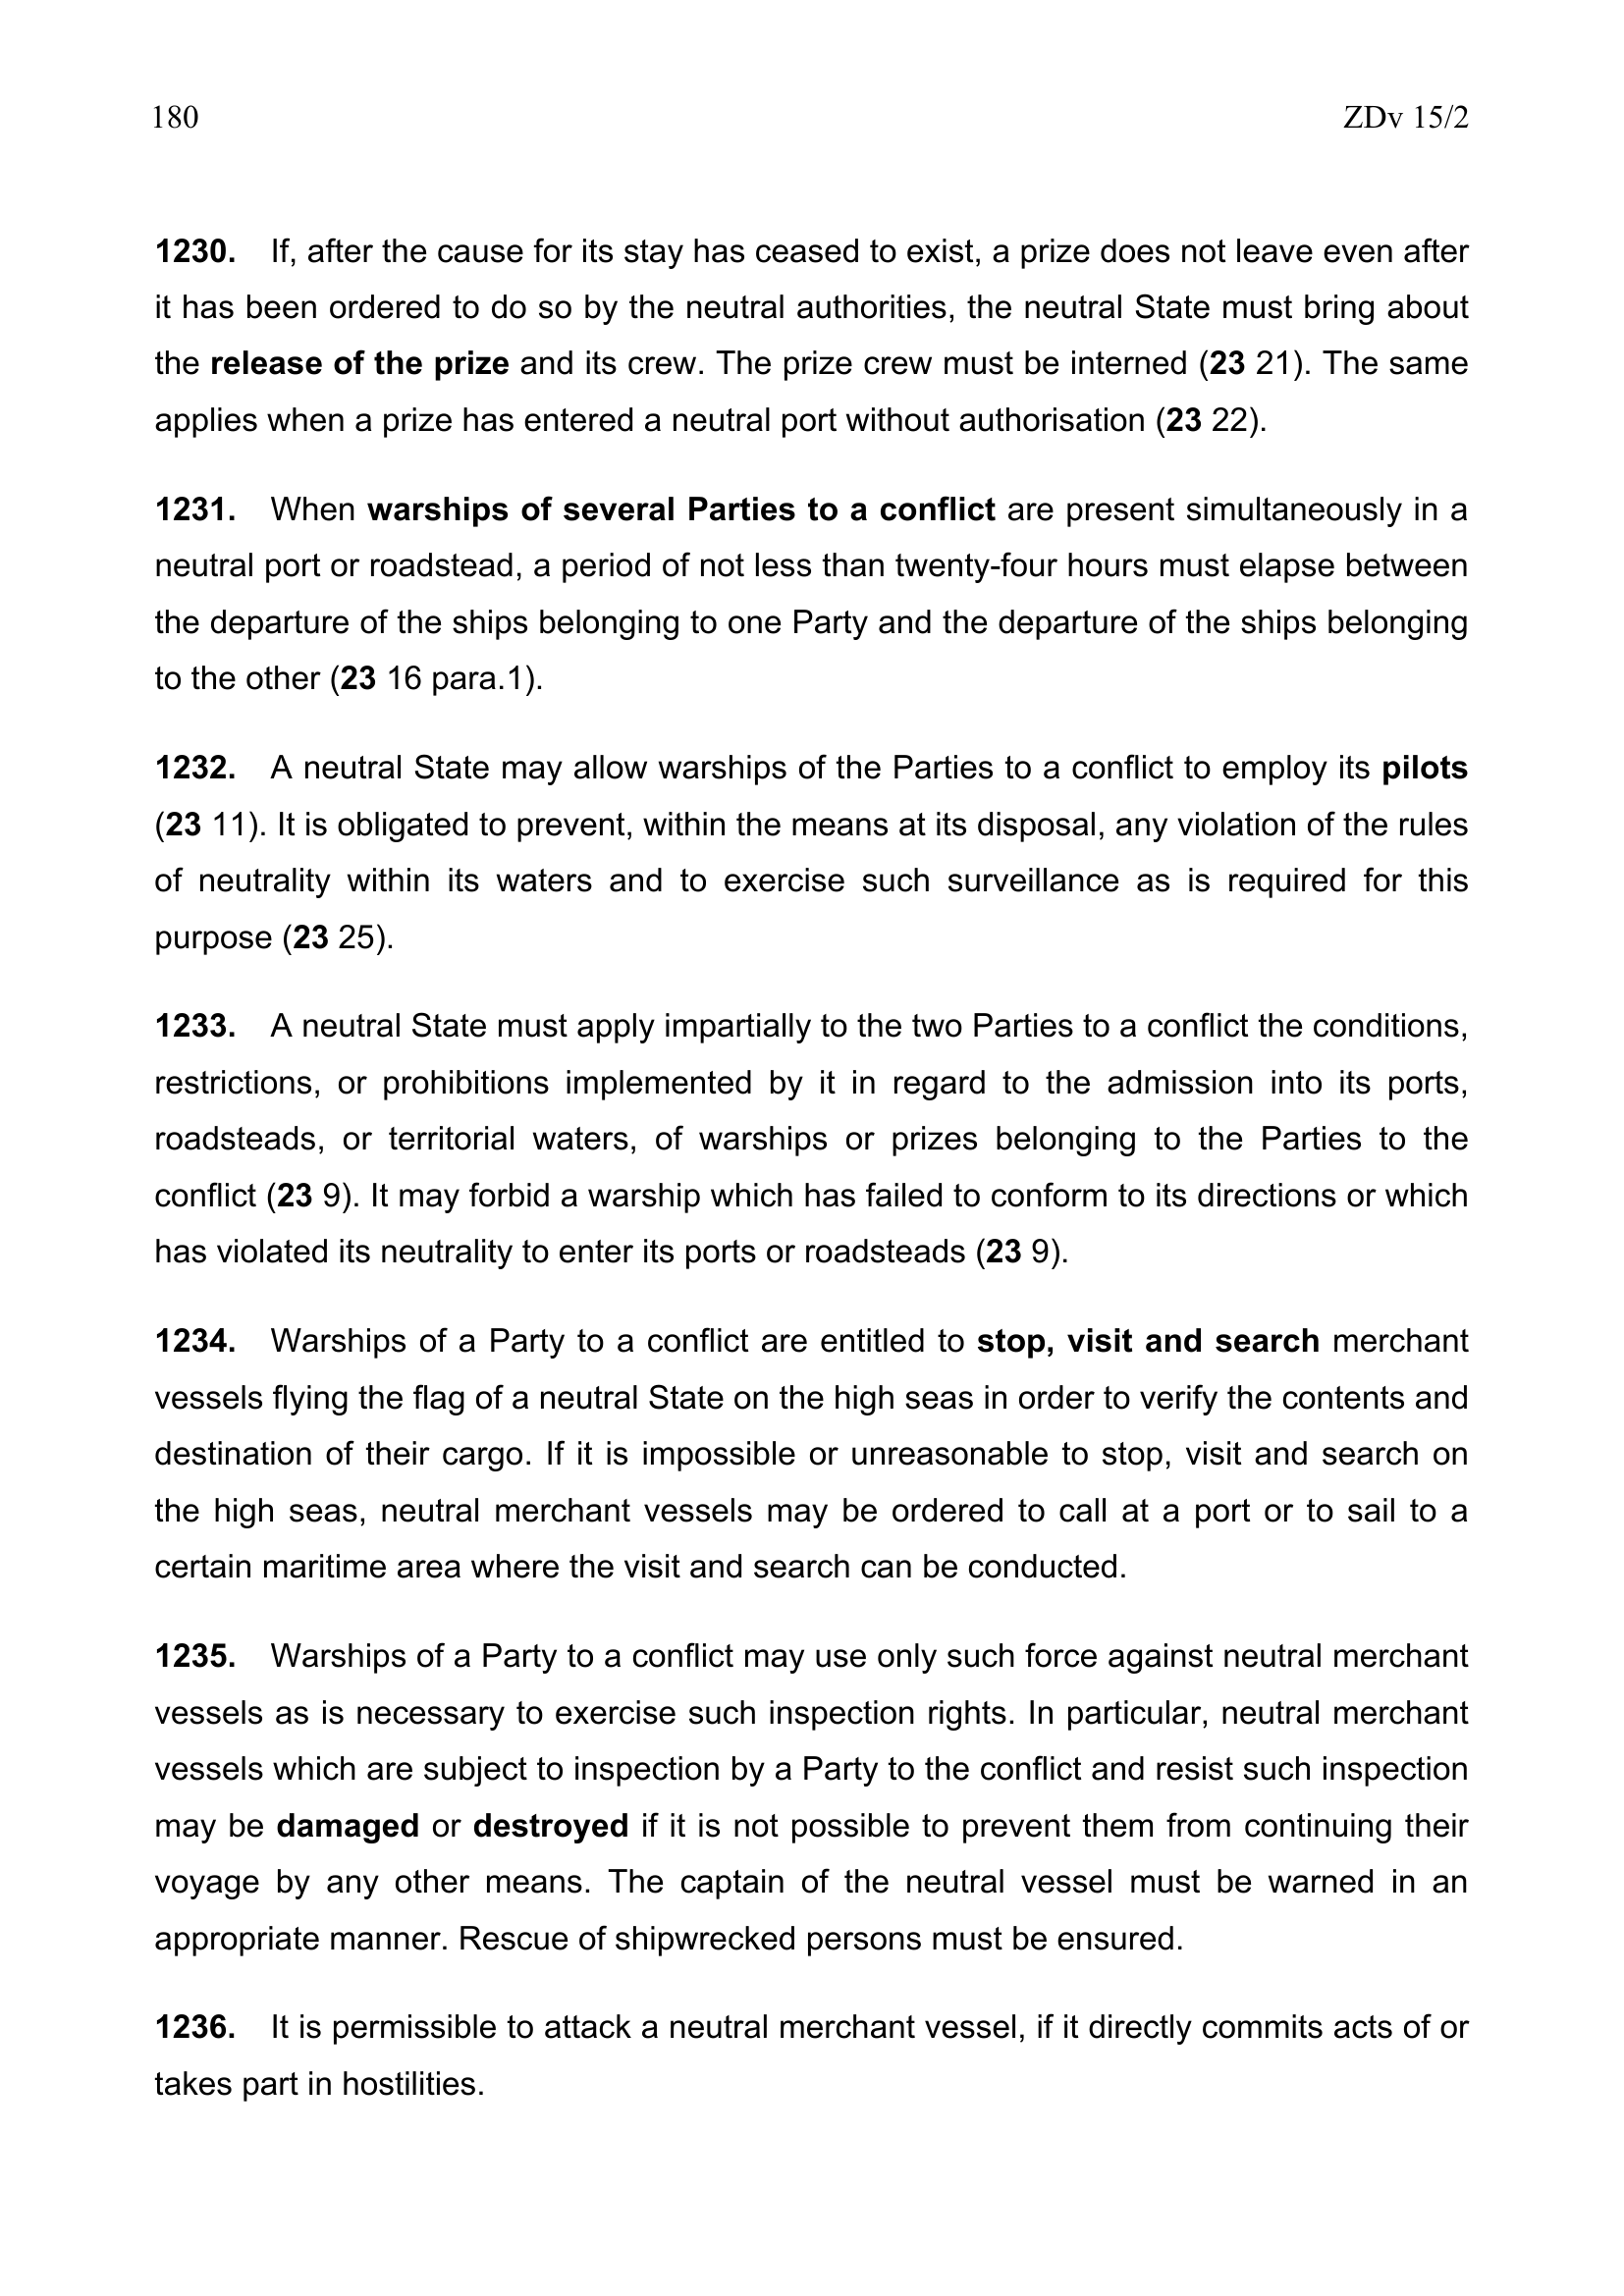 180 ZDv 15/2
1230. If, after the cause for its stay has ceased to exist, a prize does not leave even after
it has been ordered to do so by the neutral authorities, the neutral State must bring about
the release of the prize and its crew. The prize crew must be interned (23 21). The same
applies when a prize has entered a neutral port without authorisation (23 22).
1231. When warships of several Parties to a conflict are present simultaneously in a
neutral port or roadstead, a period of not less than twenty-four hours must elapse between
the departure of the ships belonging to one Party and the departure of the ships belonging
to the other (23 16 para.1).
1232. A neutral State may allow warships of the Parties to a conflict to employ its pilots
(23 11). It is obligated to prevent, within the means at its disposal, any violation of the rules
of neutrality within its waters and to exercise such surveillance as is required for this
purpose (23 25).
1233. A neutral State must apply impartially to the two Parties to a conflict the conditions,
restrictions, or prohibitions implemented by it in regard to the admission into its ports,
roadsteads, or territorial waters, of warships or prizes belonging to the Parties to the
conflict (23 9). It may forbid a warship which has failed to conform to its directions or which
has violated its neutrality to enter its ports or roadsteads (23 9).
1234. Warships of a Party to a conflict are entitled to stop, visit and search merchant
vessels flying the flag of a neutral State on the high seas in order to verify the contents and
destination of their cargo. If it is impossible or unreasonable to stop, visit and search on
the high seas, neutral merchant vessels may be ordered to call at a port or to sail to a
certain maritime area where the visit and search can be conducted.
1235. Warships of a Party to a conflict may use only such force against neutral merchant
vessels as is necessary to exercise such inspection rights. In particular, neutral merchant
vessels which are subject to inspection by a Party to the conflict and resist such inspection
may be damaged or destroyed if it is not possible to prevent them from continuing their
voyage by any other means. The captain of the neutral vessel must be warned in an
appropriate manner. Rescue of shipwrecked persons must be ensured.
1236. It is permissible to attack a neutral merchant vessel, if it directly commits acts of or
takes part in hostilities.